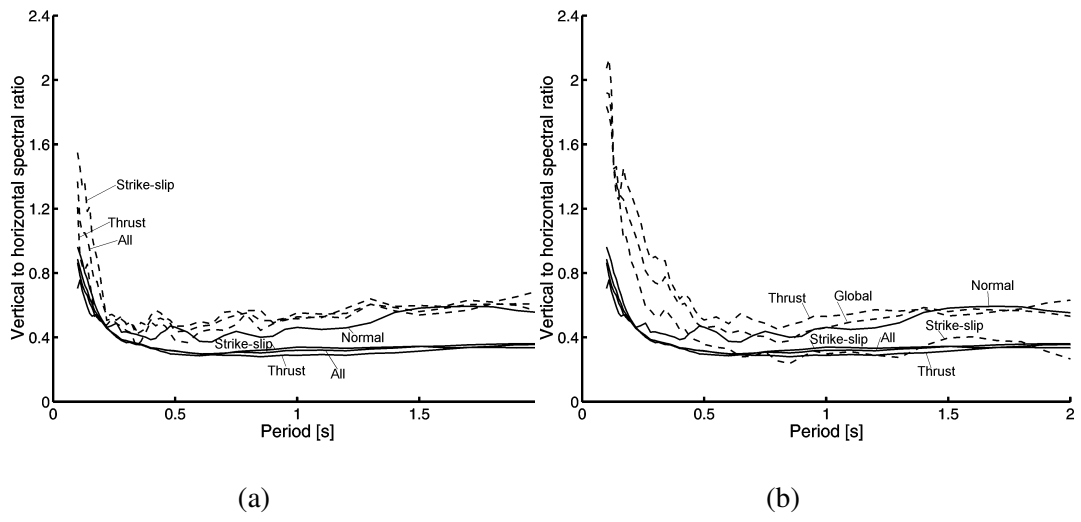 Vertical to horizontal spectral ratio
2.4
2
1.6
1.2
0.8
0.4
0
Strike-slip
Thrust
All
Strike-slip
Normal
Thrust
All
0
0.5
1
1.5
Period [s]
(a)
Vertical to horizontal spectral ratio
2.4
2
1.6
1.2
0.8
0.4
0
Thrust
Global
Normal
Strike-slip
Strike-slip
All
Thrust
0
0.5
1
1.5
2
Period [s]
(b)